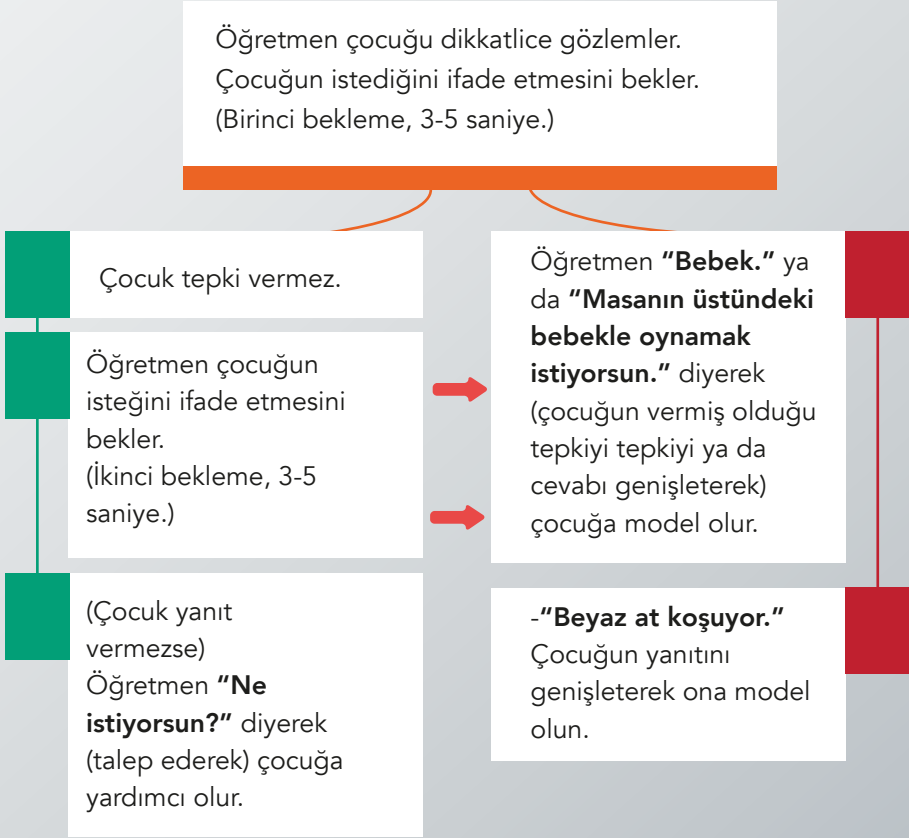 Öğretmen çocuğu dikkatlice gözlemler.
Çocuğun istediğini ifade etmesini bekler.
(Birinci bekleme, 3-5 saniye.)
Çocuk tepki vermez.
Öğretmen çocuğun
isteğini ifade etmesini
bekler.
(İkinci bekleme, 3-5
saniye.)
(Çocuk yanıt
vermezse)
Öğretmen “Ne
istiyorsun?” diyerek
(talep ederek) çocuğa
yardımcı olur.
Öğretmen “Bebek.” ya
da “Masanın üstündeki
bebekle oynamak
istiyorsun.” diyerek
(çocuğun vermiş olduğu
tepkiyi tepkiyi ya da
cevabı genişleterek)
çocuğa model olur.
-“Beyaz at koşuyor.”
Çocuğun yanıtını
genişleterek ona model
olun.